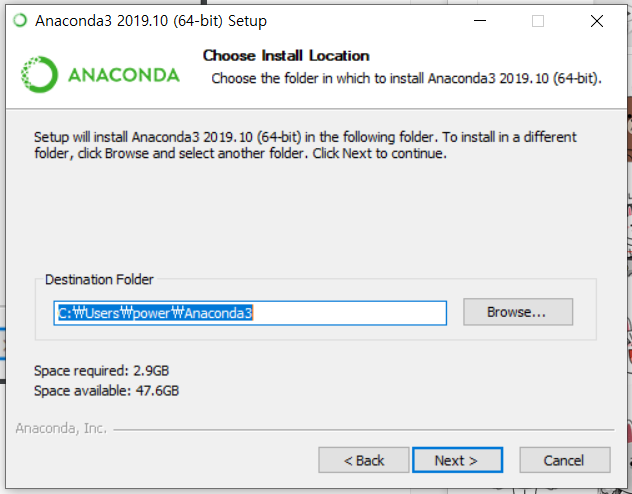 Anaconda3 2019.10 (64-bit) Setup
ANACONDA
Choose Install Location
Choose the folder in which to install Anaconda3 2019.10 (64-bit).
Setup will install Anaconda3 2019.10 (64-bit) in the following folder. To install in a different
folder, click Browse and select another folder. Click Next to continue.
Destination Folder
C:₩Users₩power₩Anaconda3
Browse...
Space required: 2.9GB
Space available: 47.6GB
Anaconda, Inc.
< Back
Next >
Cancel